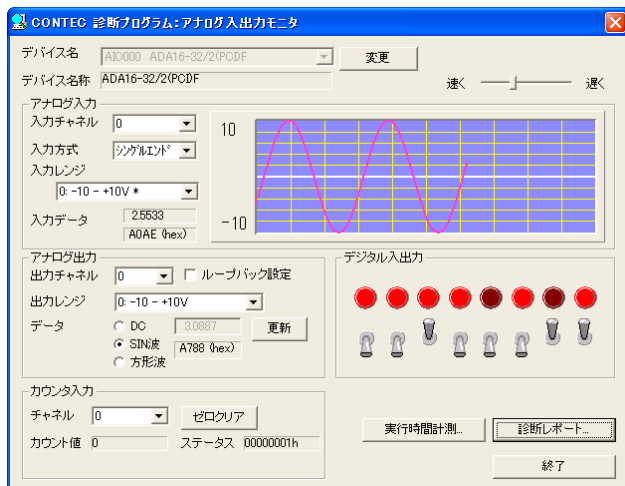 CONTEC 診断プログラム:アナログ入出力モニタ
デバイス名 AIO000 ADA16-32/2(PCI)F 変更
デバイス名称 ADA16-32/2(PCI)F 速く 遅く
アナログ入力
入力チャネル 0 10
入力方式 シングルエンド
入力レンジ
0: -10 - +10V *
入力データ 2.5533 -10
A0AE (hex)
アナログ出力
出力チャネル 0 ループバック設定
出力レンジ 0: -10 - +10V
データ DC 3.0887 更新
SIN波 A788 (hex)
方形波
デジタル入出力
カウンタ入力
チャネル 0 ゼロクリア
カウント値 0 ステータス 00000001h
実行時間計測... 診断レポート...
終了